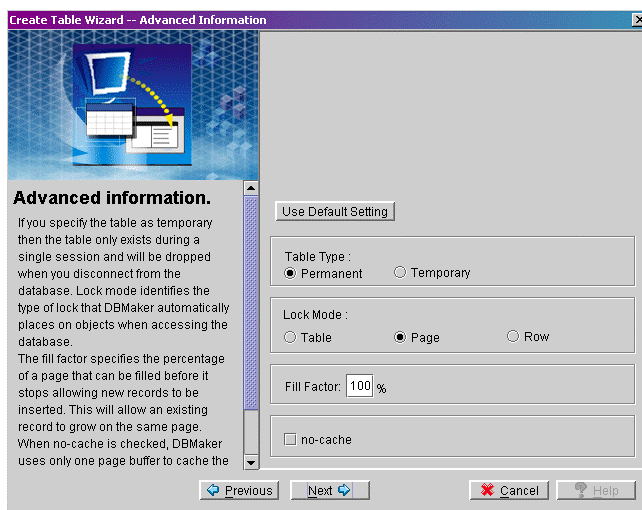 Create Table Wizard -- Advanced Information
Advanced information.
If you specify the table as temporary
then the table only exists during a
single session and will be dropped
when you disconnect from the
database. Lock mode identifies the
type of lock that DBMaker automatically
places on objects when accessing the
database.
The fill factor specifies the percentage
of a page that can be filled before it
stops allowing new records to be
inserted. This will allow an existing
record to grow on the same page.
When no-cache is checked, DBMaker
uses only one page buffer to cache the
Use Default Setting
Table Type :
Permanent Temporary
Lock Mode :
Table Page Row
Fill Factor: 100 %
no-cache
Previous Next Cancel Help